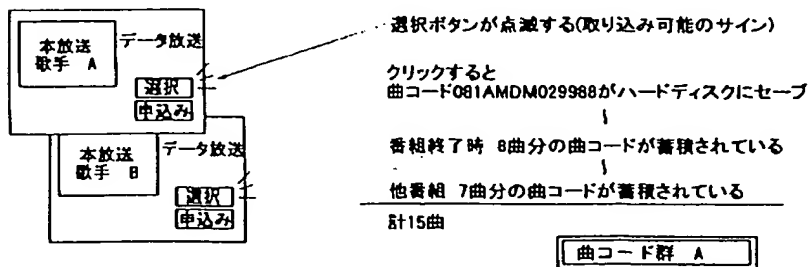 本放送
歌手 A
データ放送
選択
申込み
本放送
歌手 B
データ放送
選択
申込み
選択ボタンが点滅する(取り込み可能のサイン)
クリックすると
曲コード081AMDM029988がハードディスクにセーブ
番組終了時 8曲分の曲コードが蓄積されている
他番組 7曲分の曲コードが蓄積されている
計15曲
曲コード群 A